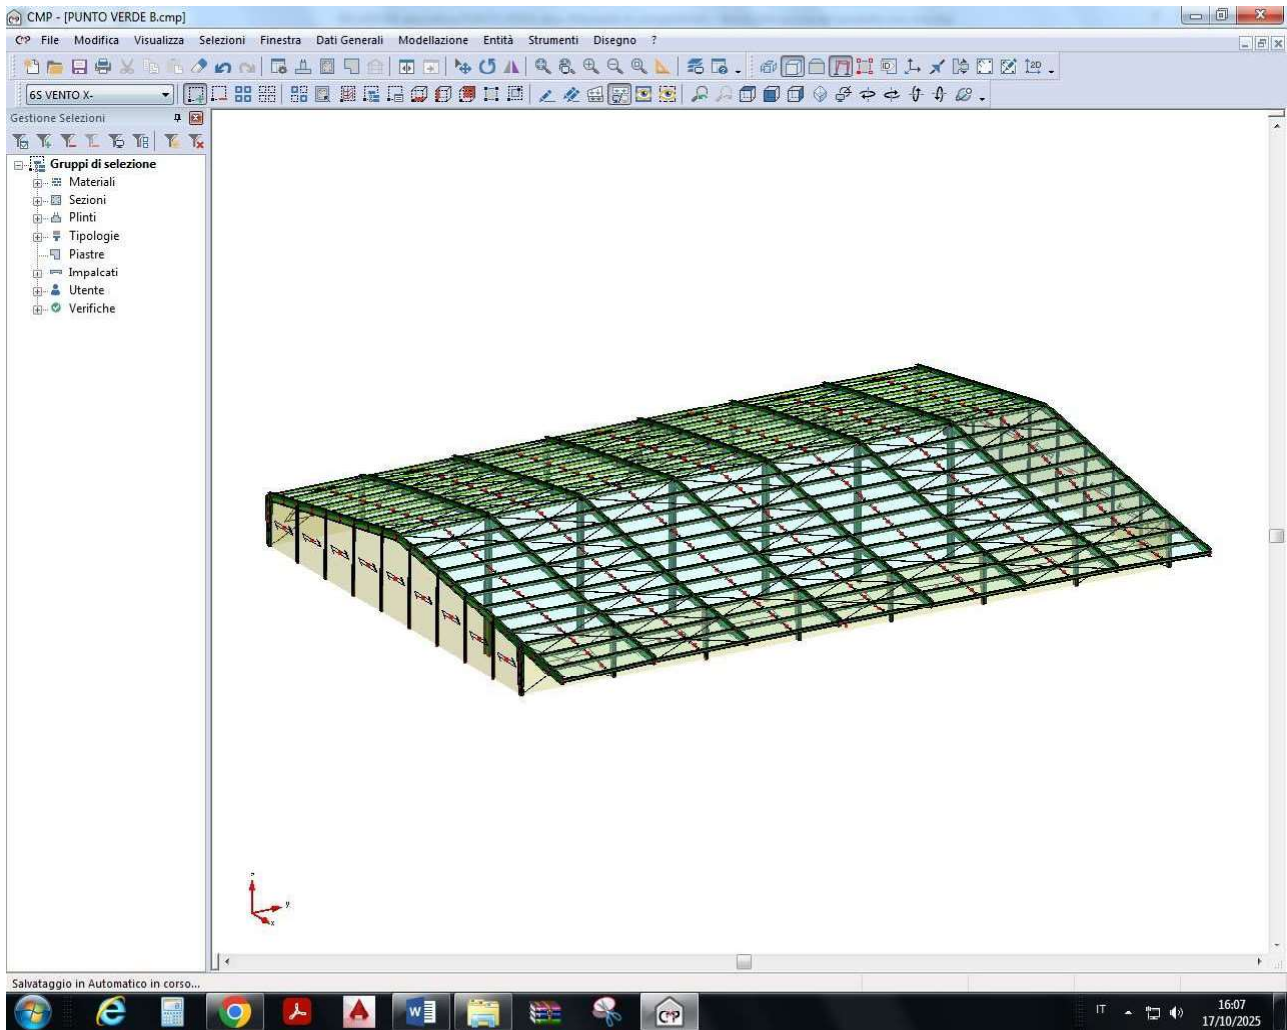 CMP - [PUNTO VERDE B.cmp]
File Modifica Visualizza Selezioni Finestra Dati Generali Modellazione Entità Strumenti Disegno ?
6S VENTO X-
Gestione Selezioni
Gruppi di selezione
Materiali
Sezioni
Plinti
Tipologie
Piastre
Impalcati
Utente
Verifiche
z
y
x
Salvataggio in Automatico in corso...
IT
16:07
17/10/2025